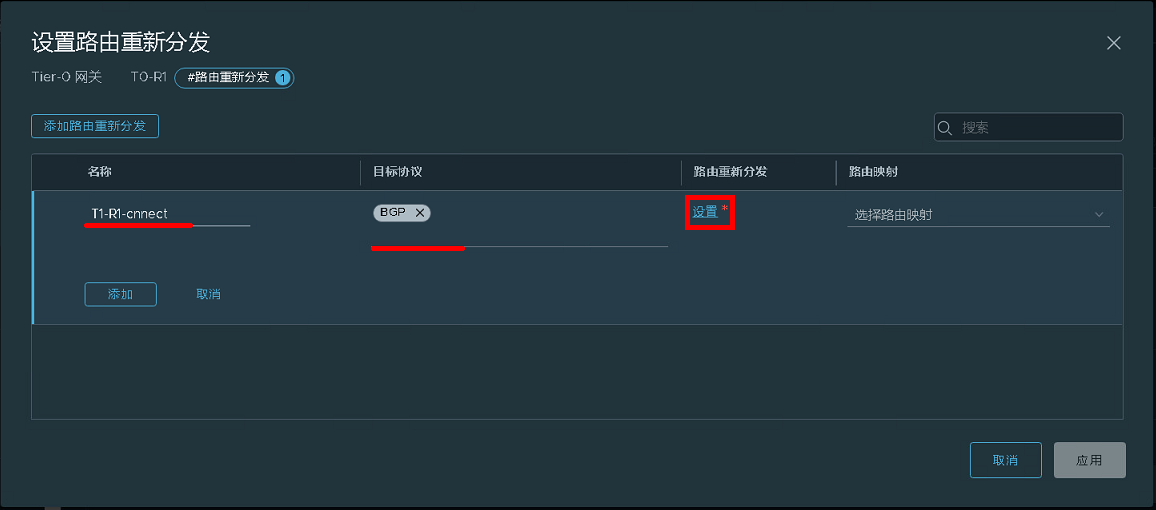 设置路由重新分发
Tier-0 网关 T0-R1 #路由重新分发 1
添加路由重新分发 搜索
名称 目标协议 路由重新分发 路由映射
T1-R1-cnnect BGP 设置 * 选择路由映射
添加 取消
取消 应用